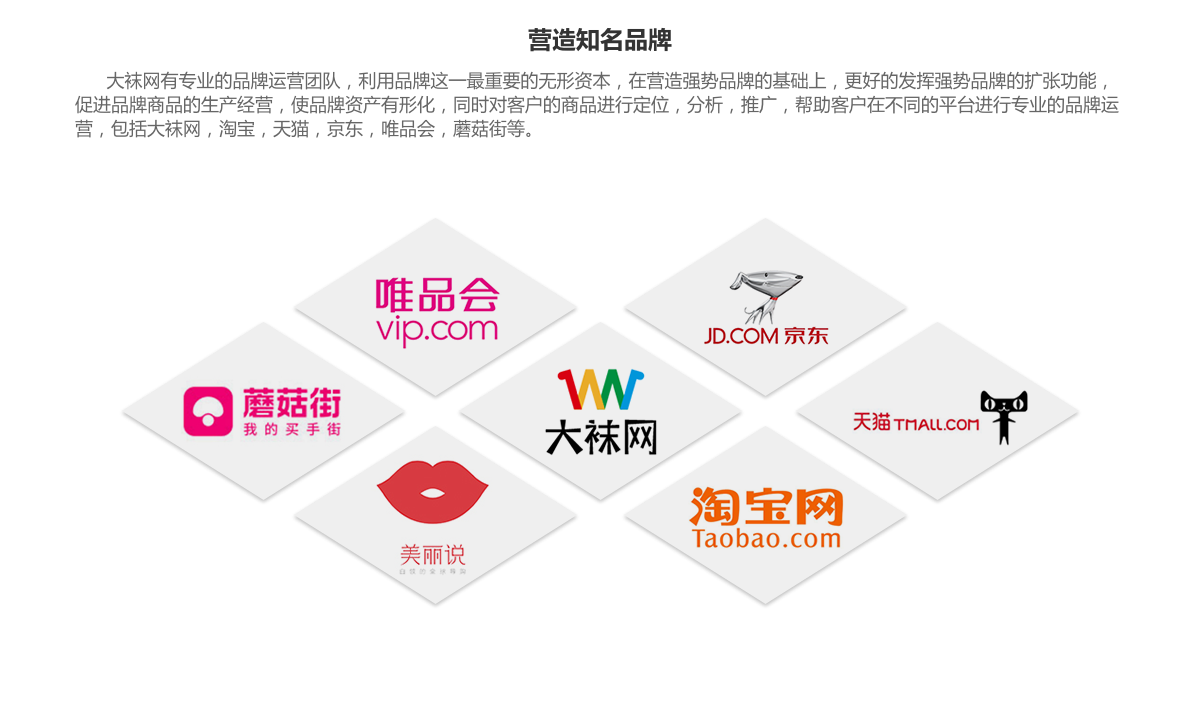 营造知名品牌
大袜网有专业的品牌运营团队，利用品牌这一最重要的无形资本，在营造强势品牌的基础上，更好的发挥强势品牌的扩张功能，
促进品牌商品的生产经营，使品牌资产有形化，同时对客户的商品进行定位，分析，推广，帮助客户在不同的平台进行专业的品牌运
营，包括大袜网，淘宝，天猫，京东，唯品会，蘑菇街等。
唯品会
vip.com
JD.COM 京东
蘑菇街
我的买手街
大袜网
天猫 TMALL.COM
美丽说
淘宝网
Taobao.com